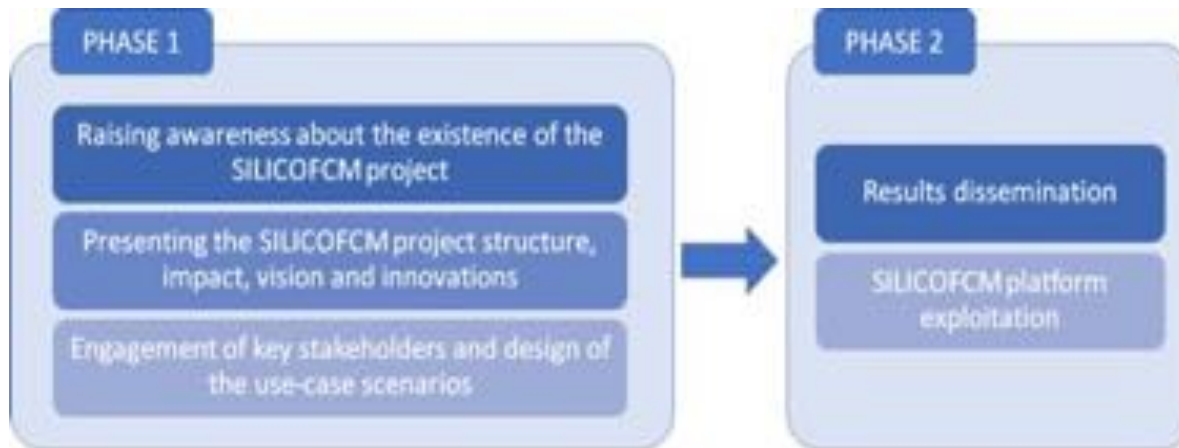 PHASE 1
Raising awareness about the existence of the
SILICOFCM project
Presenting the SILICOFCM project structure,
impact, vision and innovations
Engagement of key stakeholders and design of
the use-case scenarios
PHASE 2
Results dissemination
SILICOFCM platform
exploitation